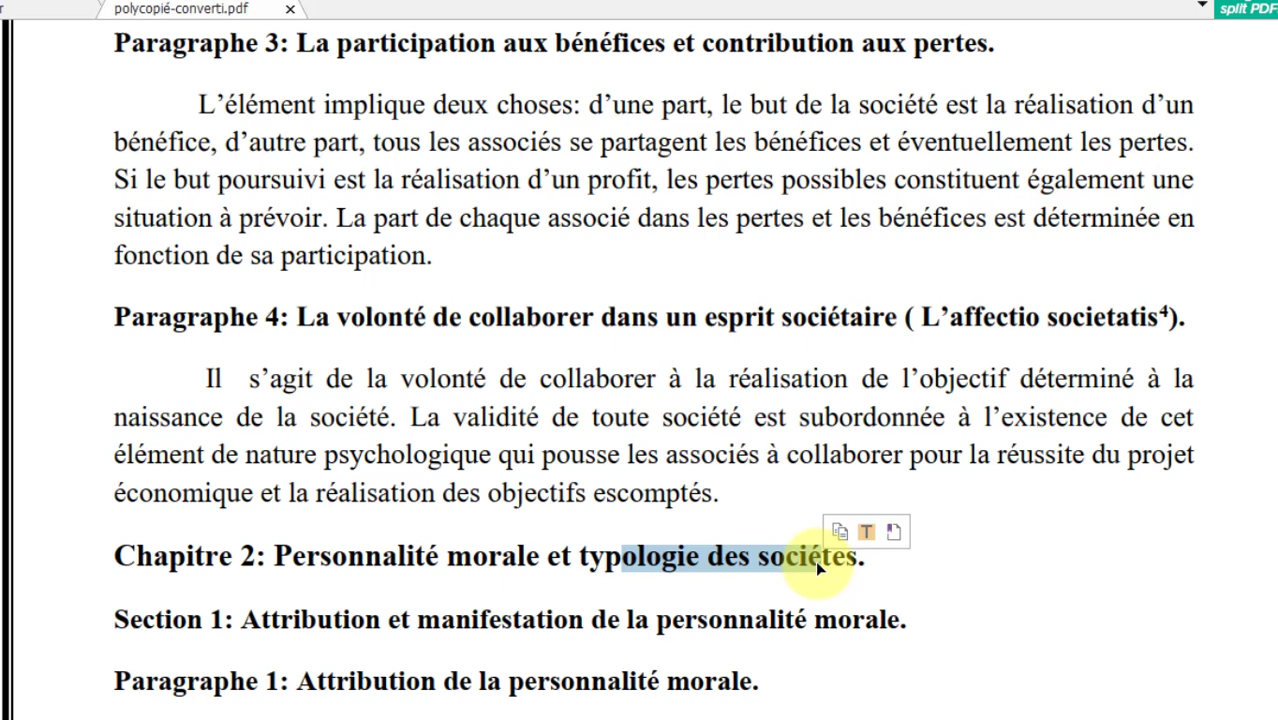 r
polycopié-converti.pdf ×
split PDF
Paragraphe 3: La participation aux bénéfices et contribution aux pertes.
L’élément implique deux choses: d’une part, le but de la société est la réalisation d’un
bénéfice, d’autre part, tous les associés se partagent les bénéfices et éventuellement les pertes.
Si le but poursuivi est la réalisation d’un profit, les pertes possibles constituent également une
situation à prévoir. La part de chaque associé dans les pertes et les bénéfices est déterminée en
fonction de sa participation.
Paragraphe 4: La volonté de collaborer dans un esprit sociétaire ( L’affectio societatis⁴).
Il s’agit de la volonté de collaborer à la réalisation de l’objectif déterminé à la
naissance de la société. La validité de toute société est subordonnée à l’existence de cet
élément de nature psychologique qui pousse les associés à collaborer pour la réussite du projet
économique et la réalisation des objectifs escomptés.
T
Chapitre 2: Personnalité morale et typologie des sociétes.
Section 1: Attribution et manifestation de la personnalité morale.
Paragraphe 1: Attribution de la personnalité morale.